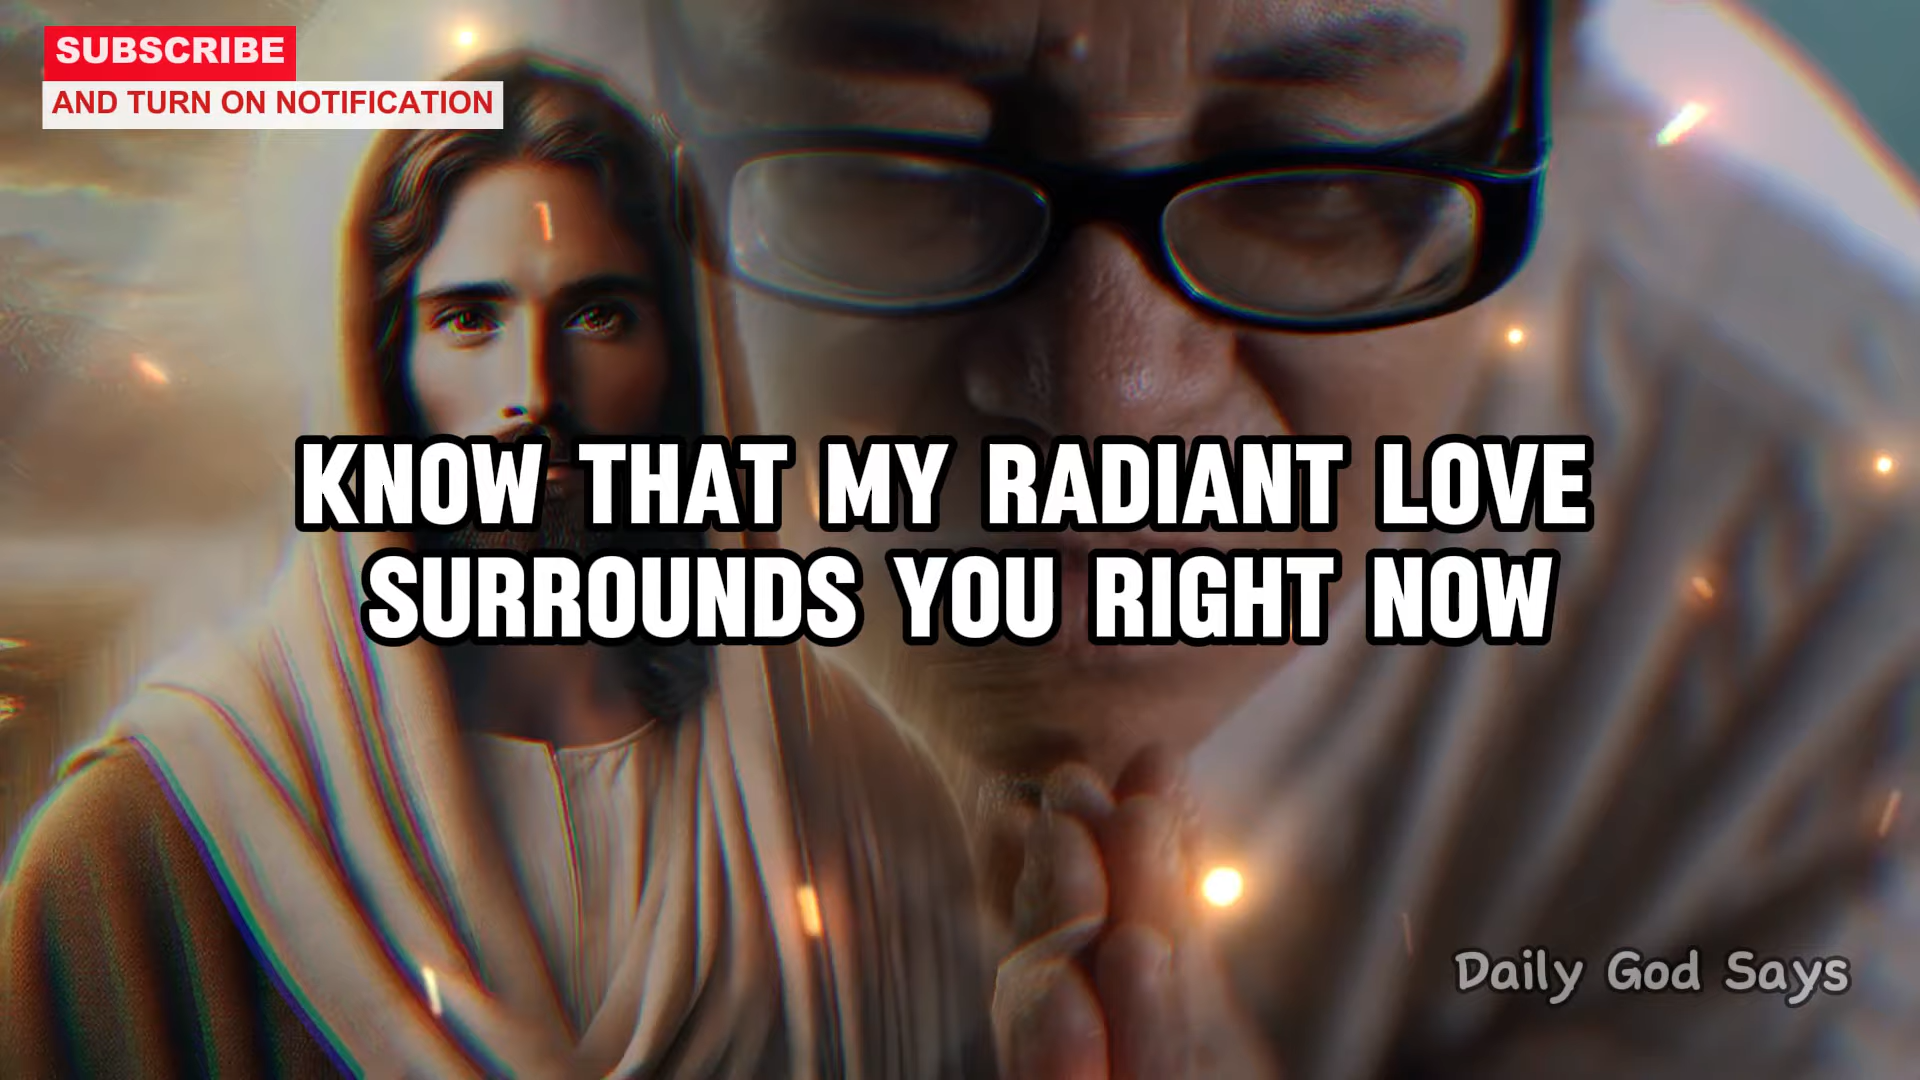 SUBSCRIBE
AND TURN ON NOTIFICATION
KNOW THAT MY RADIANT LOVE
SURROUNDS YOU RIGHT NOW
Daily God Says